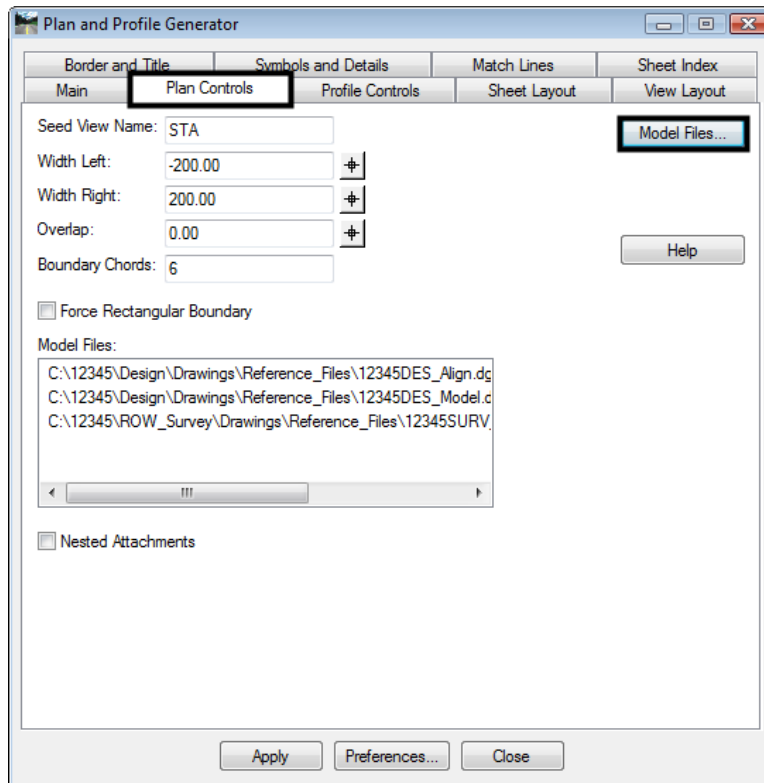 Plan and Profile Generator
Border and Title Symbols and Details Match Lines Sheet Index
Main Plan Controls Profile Controls Sheet Layout View Layout
Seed View Name: STA Model Files...
Width Left: -200.00
Width Right: 200.00
Overlap: 0.00
Help
Boundary Chords: 6
Force Rectangular Boundary
Model Files:
C:\12345\Design\Drawings\Reference_Files\12345DES_Align.dg
C:\12345\Design\Drawings\Reference_Files\12345DES_Model.d
C:\12345\ROW_Survey\Drawings\Reference_Files\12345SURV_
Nested Attachments
Apply Preferences... Close